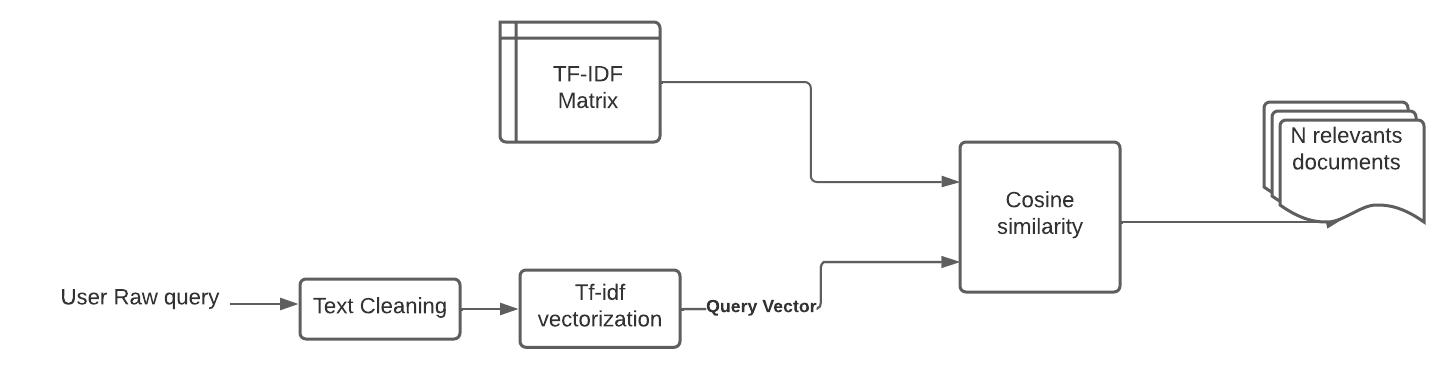 TF-IDF
Matrix
N relevants
documents
Cosine
similarity
User Raw query
Text Cleaning
Tf-idf
vectorization
Query Vector